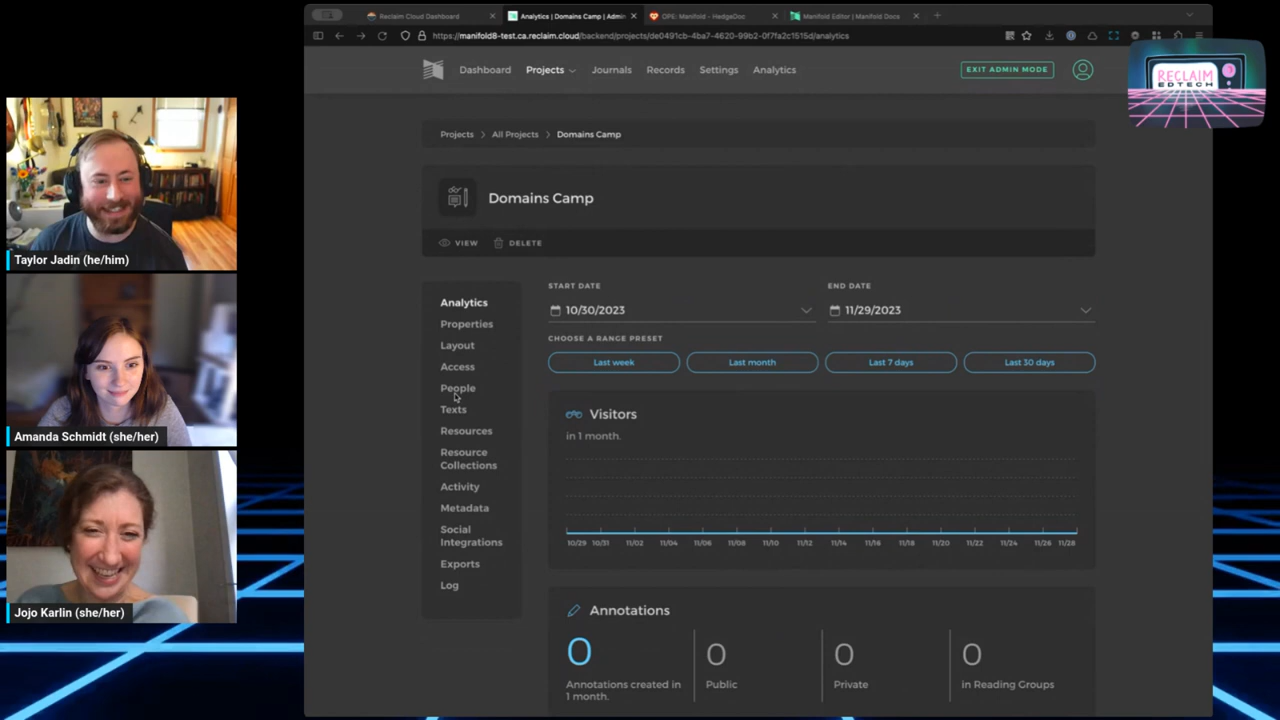 Reclaim Cloud Dashboard
Analytics | Domains Camp | Admin
OPE: Manifold - HedgeDoc
Manifold Editor | Manifold Docs
https://manifold8-test.ca.reclaim.cloud/backend/projects/de0491cb-4ba7-4620-99b2-0f7fa2c1515d/analytics
Dashboard
Projects
Journals
Records
Settings
Analytics
EXIT ADMIN MODE
RECLAIM
EDTECH
Projects
All Projects
Domains Camp
Domains Camp
VIEW
DELETE
Taylor Jadin (he/him)
Amanda Schmidt (she/her)
Jojo Karlin (she/her)
Analytics
Properties
Layout
Access
People
Texts
Resources
Resource
Collections
Activity
Metadata
Social
Integrations
Exports
Log
START DATE
10/30/2023
END DATE
11/29/2023
CHOOSE A RANGE PRESET
Last week
Last month
Last 7 days
Last 30 days
Visitors
in 1 month.
10/29 10/31 11/02 11/04 11/06 11/08 11/10 11/12 11/14 11/16 11/18 11/20 11/22 11/24 11/26 11/28
Annotations
0
Annotations created in
1 month.
0
Public
0
Private
0
in Reading Groups